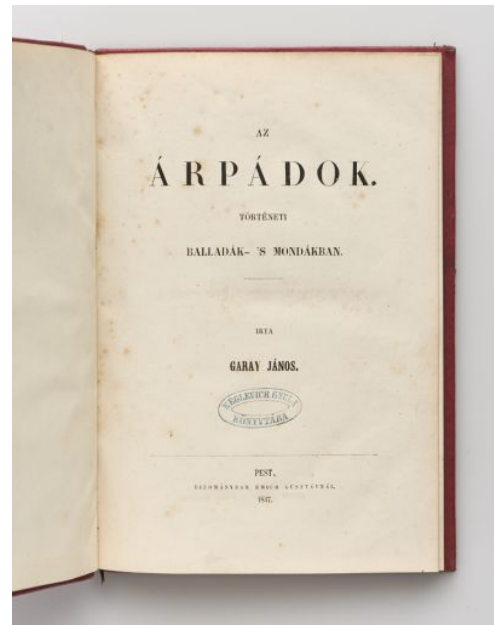 AZ
ÁRPÁDOK.
TÖRTÉNETI
BALLADÁK- 'S MONDÁKBAN.
IRTA
GARAY JÁNOS.
KEGLEVICH GYULA
KÖNYVTÁRA
PEST,
EMICH GUSZTÁVNÁL
1847.